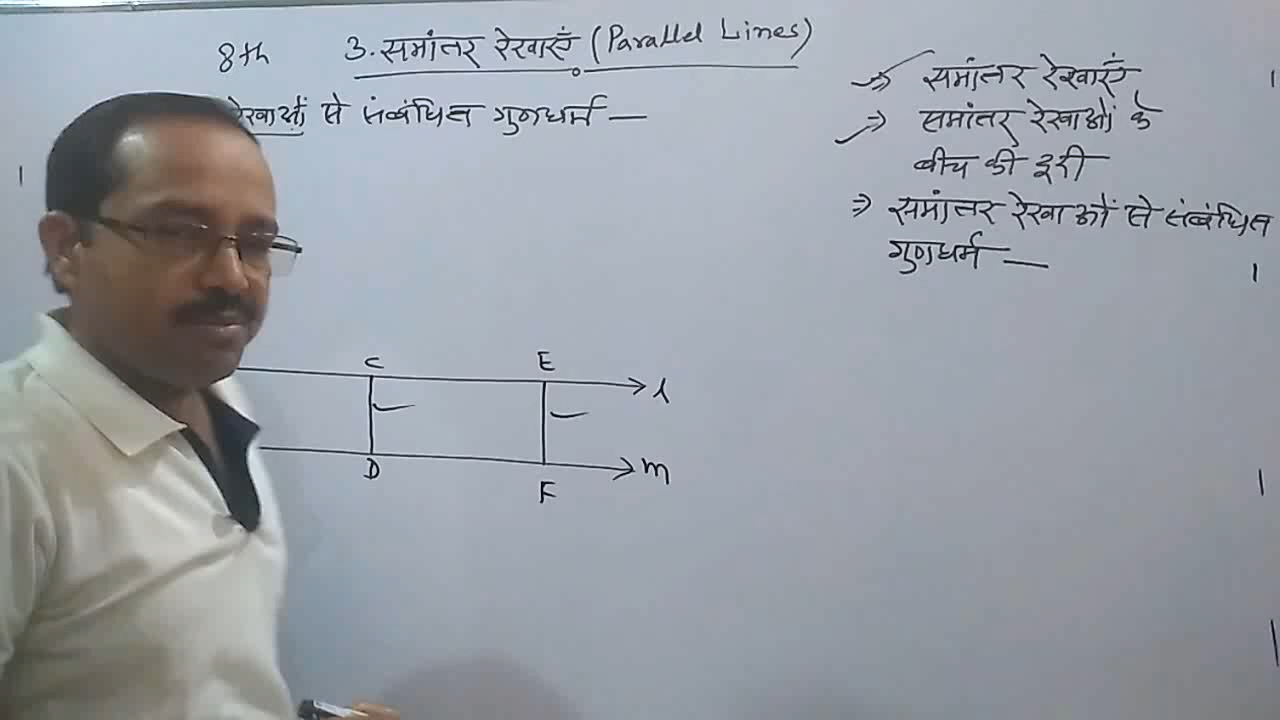 8th 3. समांतर रेखाएँ (Parallel Lines)
रेखाओं से संबंधित गुणधर्म —
→ समांतर रेखाएँ
→ समांतर रेखाओं के
बीच की दूरी
→ समांतर रेखाओं से संबंधित
गुणधर्म —
C E
l
D m
F